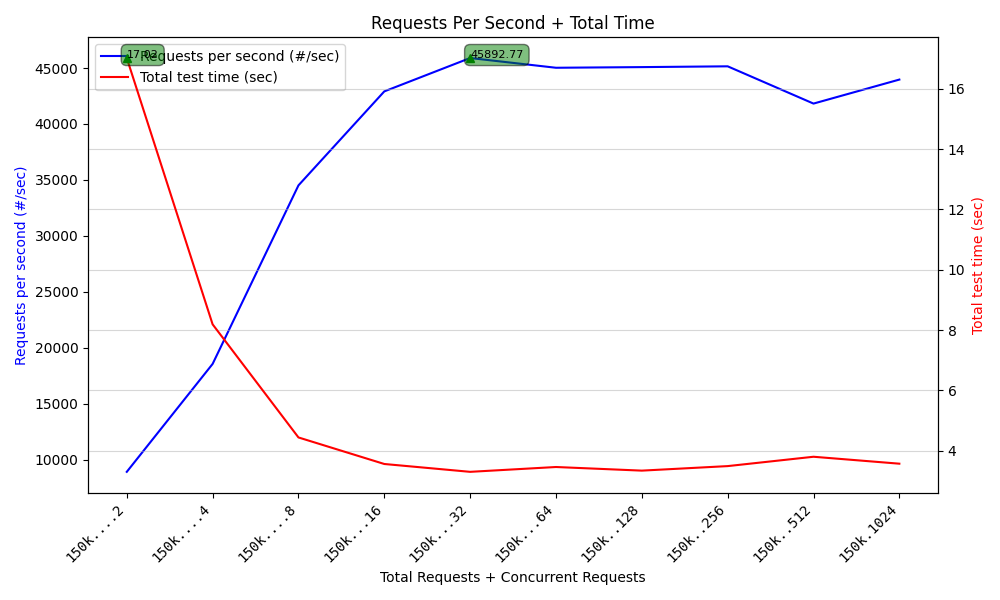 Requests Per Second + Total Time
17.02
Requests per second (#/sec)
Total test time (sec)
45892.77
45000
40000
35000
30000
25000
20000
15000
10000
Requests per second (#/sec)
16
14
12
10
8
6
4
Total test time (sec)
150k....2
150k....4
150k....8
150k...16
150k...32
150k...64
150k..128
150k..256
150k..512
150k.1024
Total Requests + Concurrent Requests